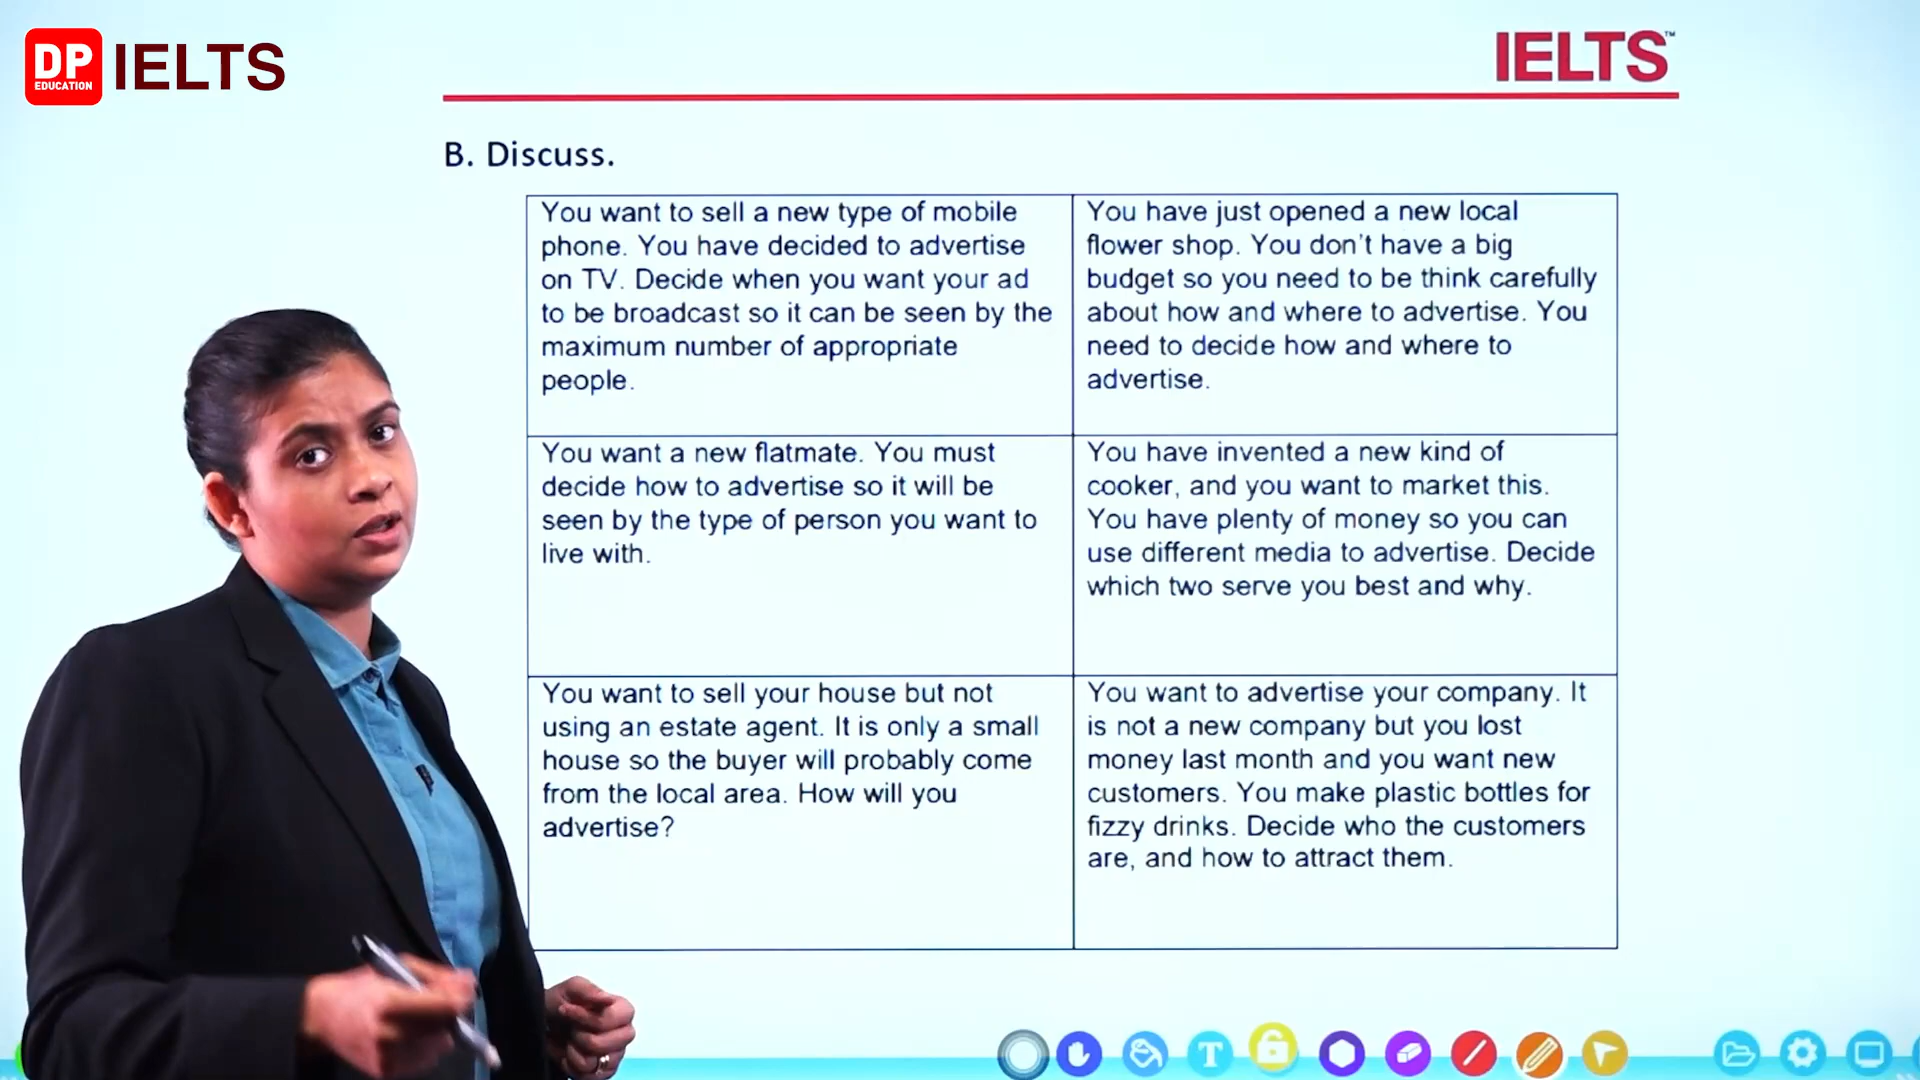 DP
EDUCATION
IELTS
IELTS™
B. Discuss.
You want to sell a new type of mobile
phone. You have decided to advertise
on TV. Decide when you want your ad
to be broadcast so it can be seen by the
maximum number of appropriate
people.
You have just opened a new local
flower shop. You don't have a big
budget so you need to be think carefully
about how and where to advertise. You
need to decide how and where to
advertise.
You want a new flatmate. You must
decide how to advertise so it will be
seen by the type of person you want to
live with.
You have invented a new kind of
cooker, and you want to market this.
You have plenty of money so you can
use different media to advertise. Decide
which two serve you best and why.
You want to sell your house but not
using an estate agent. It is only a small
house so the buyer will probably come
from the local area. How will you
advertise?
You want to advertise your company. It
is not a new company but you lost
money last month and you want new
customers. You make plastic bottles for
fizzy drinks. Decide who the customers
are, and how to attract them.
T